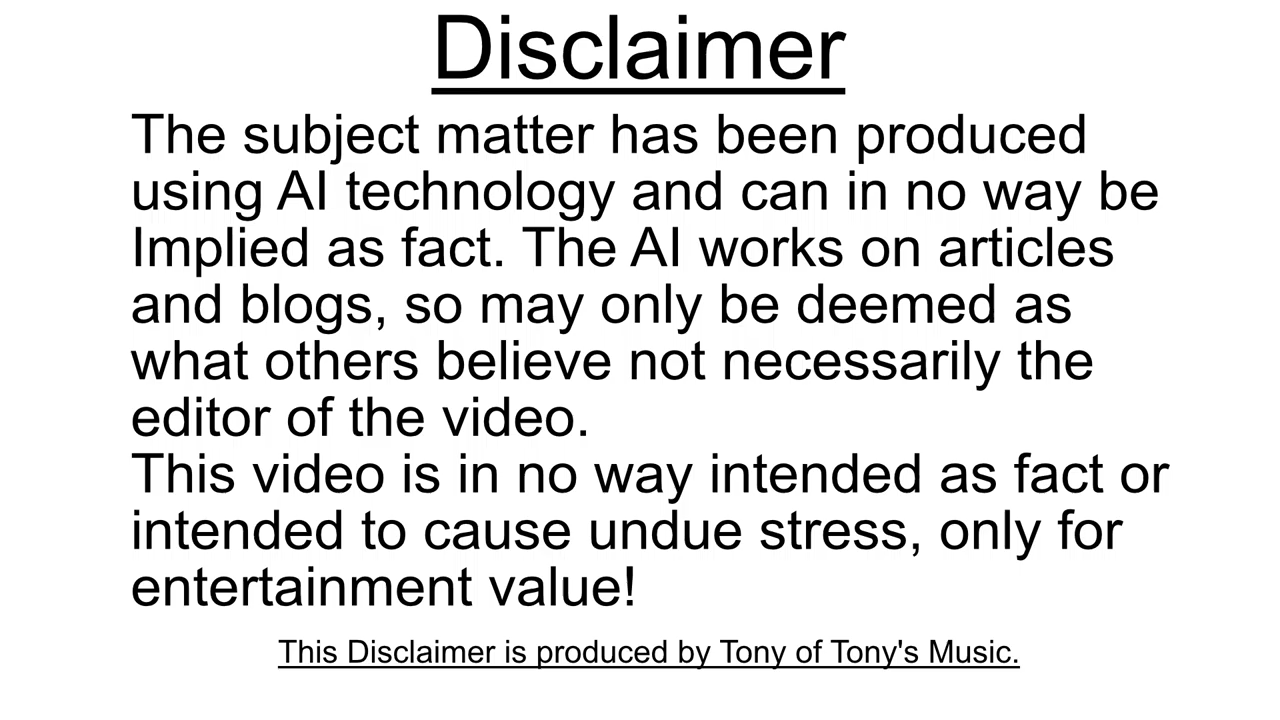 Disclaimer
The subject matter has been produced
using AI technology and can in no way be
Implied as fact. The AI works on articles
and blogs, so may only be deemed as
what others believe not necessarily the
editor of the video.
This video is in no way intended as fact or
intended to cause undue stress, only for
entertainment value!
This Disclaimer is produced by Tony of Tony's Music.